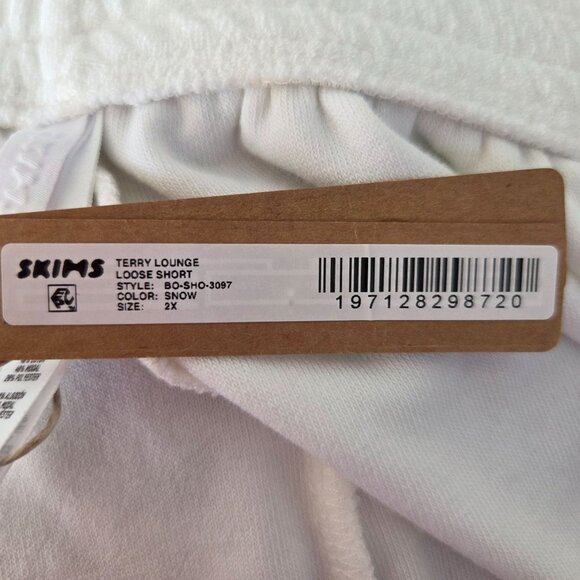 SKIMS
TERRY LOUNGE
LOOSE SHORT
STYLE: BO-SHO-3097
COLOR: SNOW
SIZE: 2X
197128298720